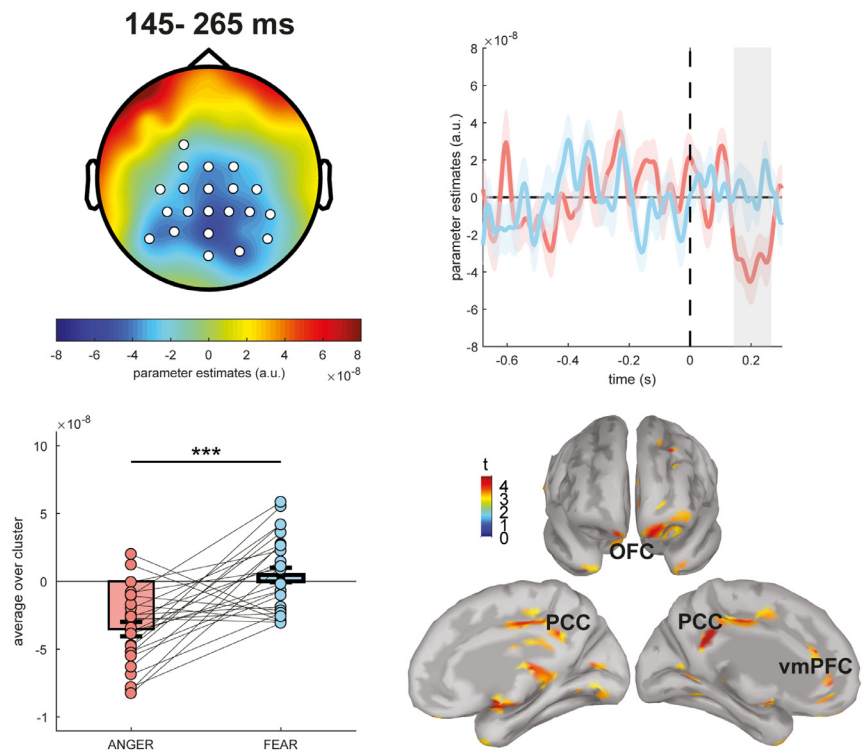 145- 265 ms
-8 -6 -4 -2 0 2 4 6 8
parameter estimates (a.u.) ×10-8
×10-8
8
6
4
2
0
-2
-4
-6
-8
parameter estimates (a.u.)
-0.6 -0.4 -0.2 0 0.2
time (s)
×10-8
10
5
0
-5
-1
average over cluster
***
ANGER FEAR
t
4
3
2
1
0
OFC
PCC PCC
vmPFC